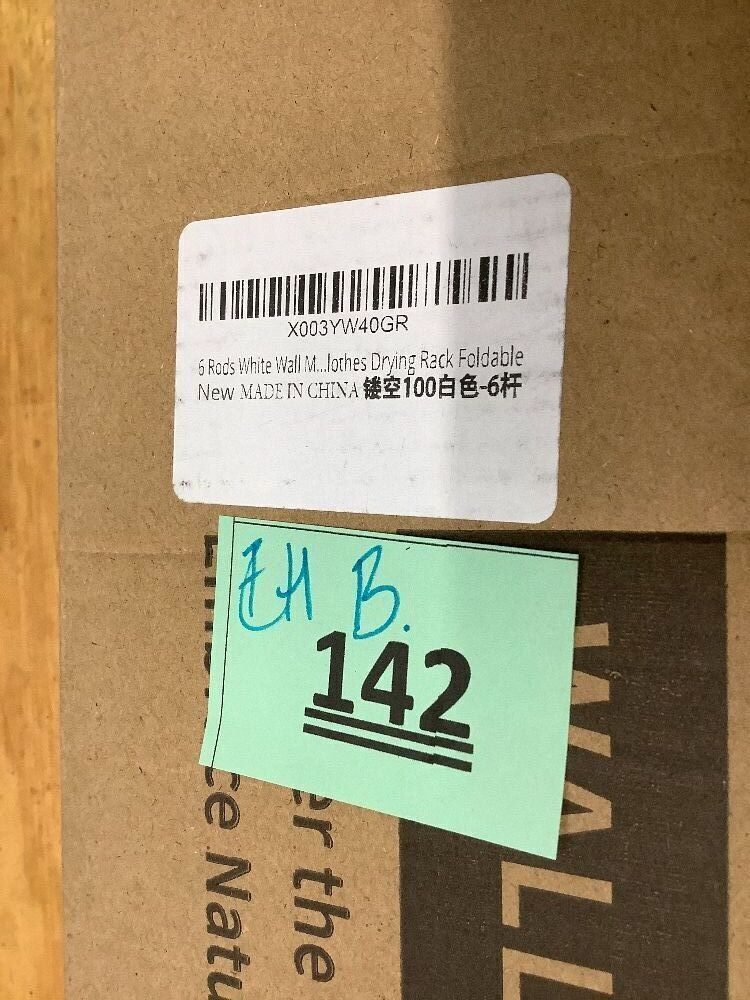 X003YW40GR
6 Rods White Wall M...lothes Drying Rack Foldable
New MADE IN CHINA 镂空100白色-6杆
EH B.
142
WALL
er the
ce Natu